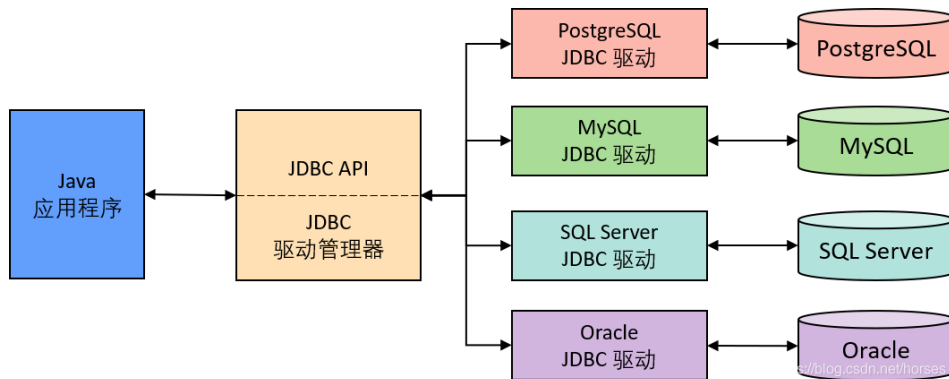 Java
应用程序
JDBC API
JDBC
驱动管理器
PostgreSQL
JDBC 驱动
PostgreSQL
MySQL
JDBC 驱动
MySQL
SQL Server
JDBC 驱动
SQL Server
Oracle
JDBC 驱动
Oracle
https://blog.csdn.net/horses